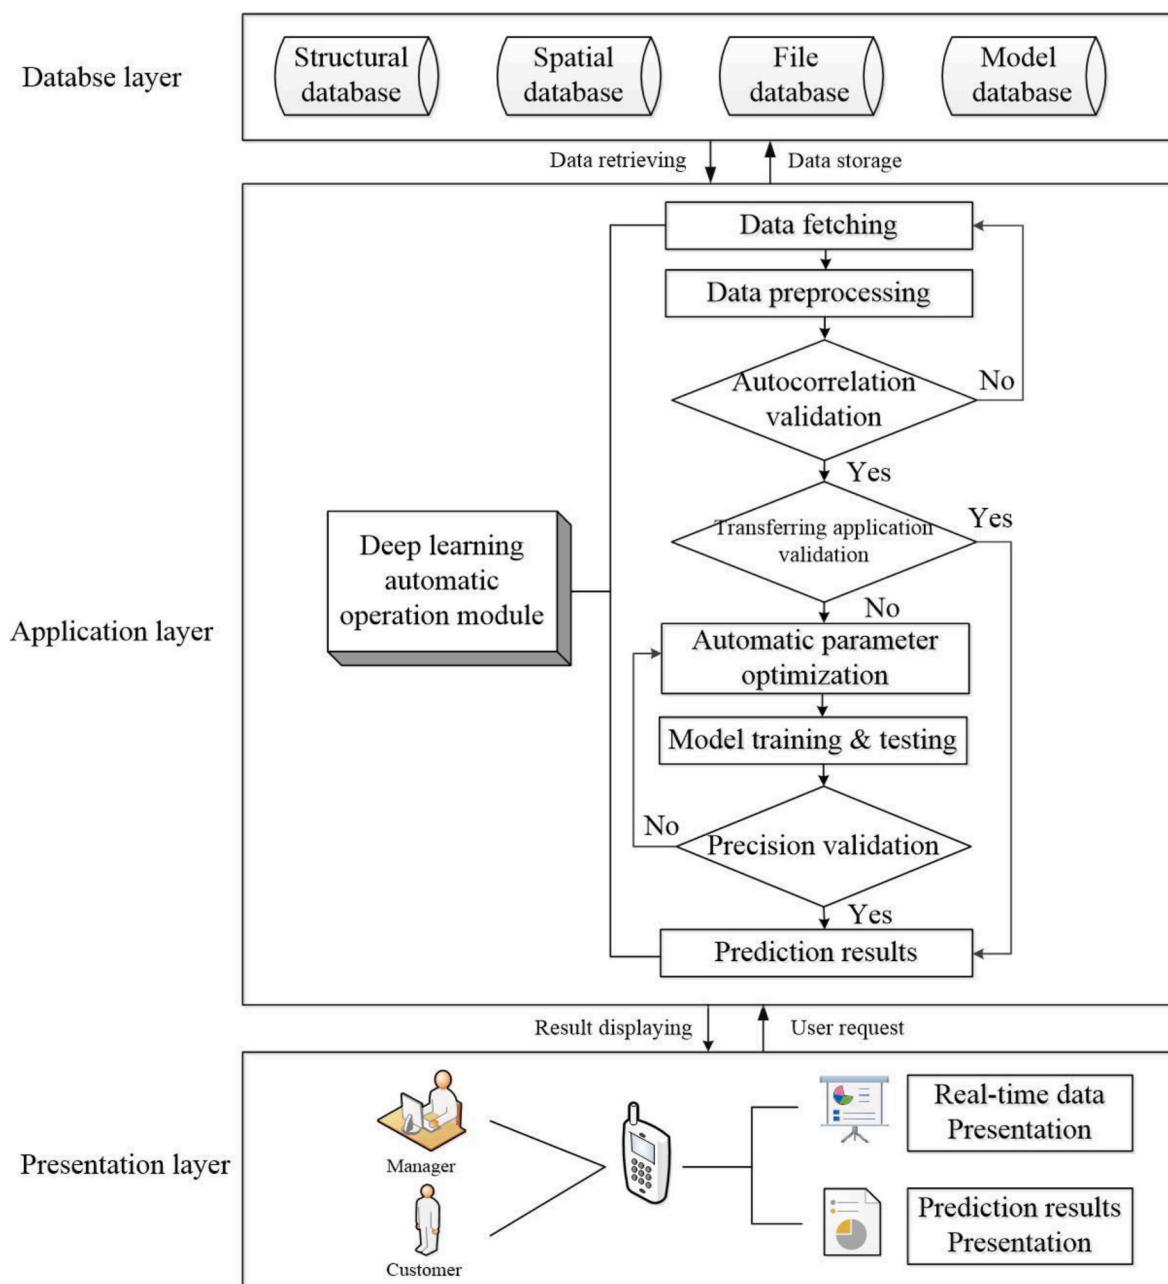 Databse layer
Structural
database
Spatial
database
File
database
Model
database
Data retrieving
Data storage
Application layer
Deep learning
automatic
operation module
Data fetching
Data preprocessing
Autocorrelation
validation
No
Yes
Transferring application
validation
Yes
No
Automatic parameter
optimization
Model training & testing
Precision validation
No
Yes
Prediction results
Result displaying
User request
Presentation layer
Manager
Customer
Real-time data
Presentation
Prediction results
Presentation